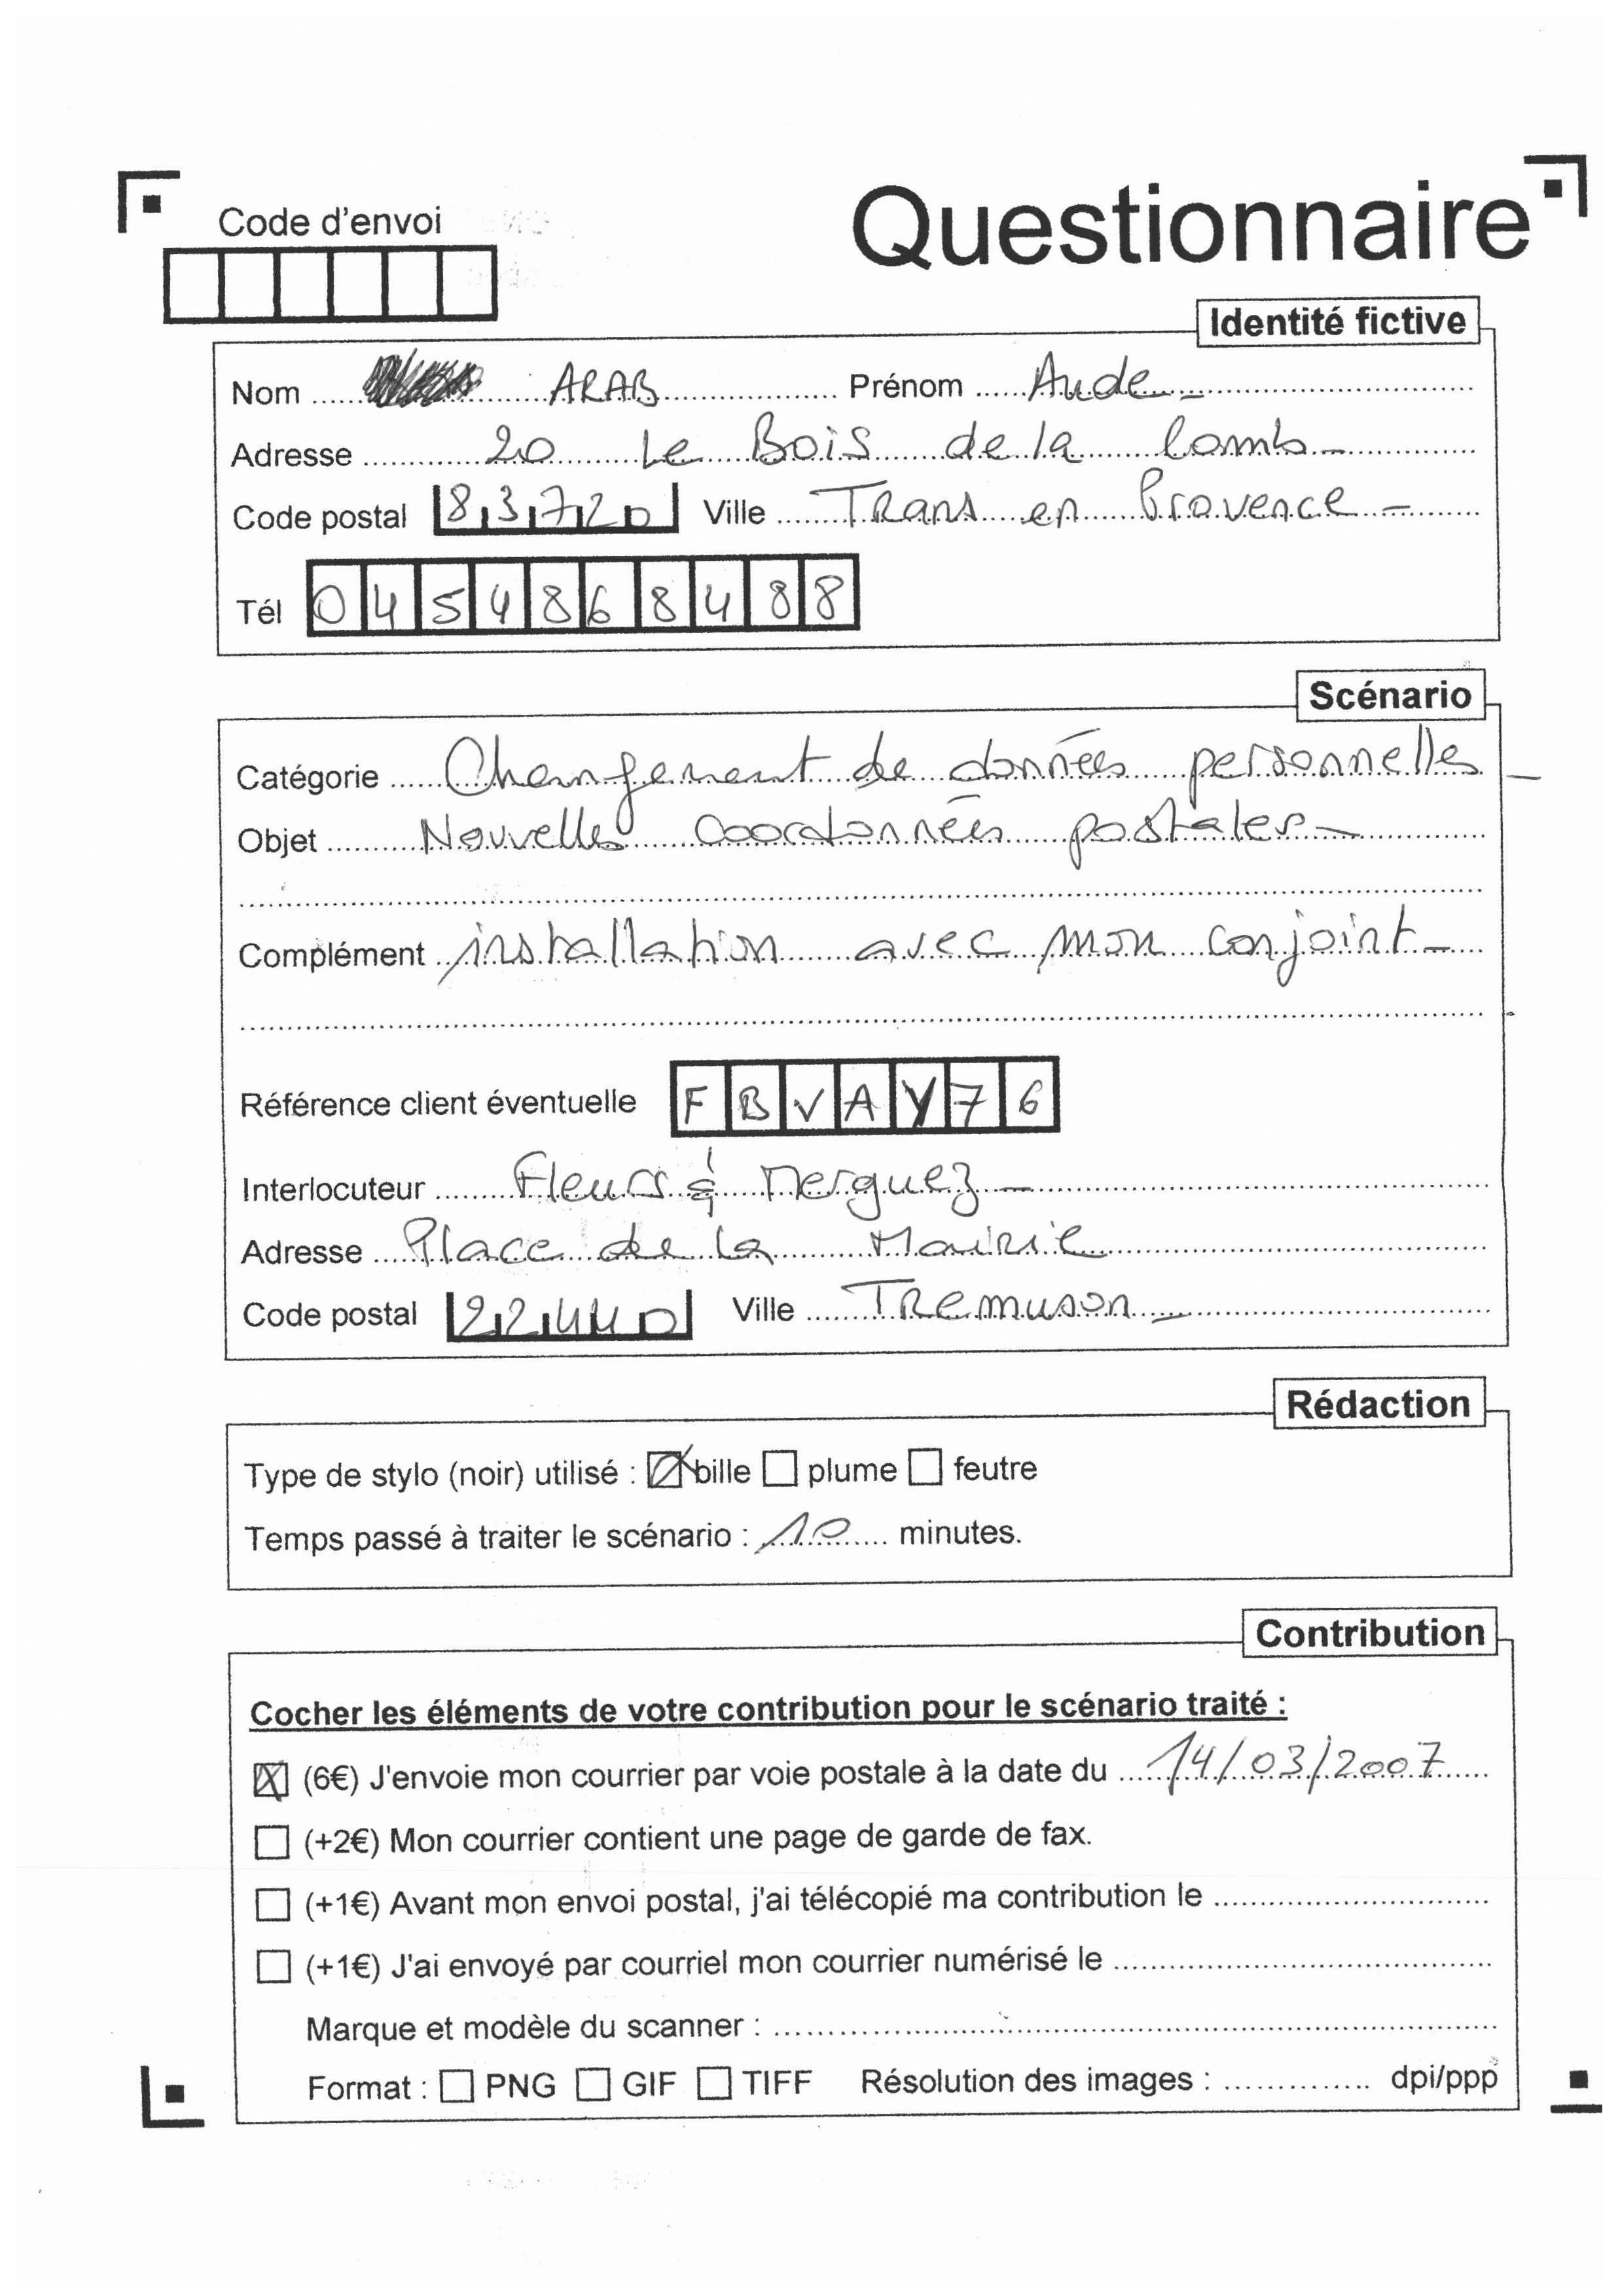 Code d'envoi
Questionnaire
Identité fictive
Nom ARAB Prénom Aude
Adresse 20 Le Bois de la Comb
Code postal 83720 Ville Trans en Provence
Tél 0454868488
Scénario
Catégorie Changement de données personnelles
Objet Nouvelles coordonnées postales
Complément installation avec mon conjoint
Référence client éventuelle FBVAY76
Interlocuteur Fleurs & Merguez
Adresse Place de la Mairie
Code postal 22440 Ville Tremuson
Rédaction
Type de stylo (noir) utilisé : bille plume feutre
Temps passé à traiter le scénario : 10 minutes.
Contribution
Cocher les éléments de votre contribution pour le scénario traité :
(6€) J'envoie mon courrier par voie postale à la date du 14/03/2007
(+2€) Mon courrier contient une page de garde de fax.
(+1€) Avant mon envoi postal, j'ai télécopié ma contribution le
(+1€) J'ai envoyé par courriel mon courrier numérisé le
Marque et modèle du scanner :
Format : PNG GIF TIFF Résolution des images : dpi/ppp